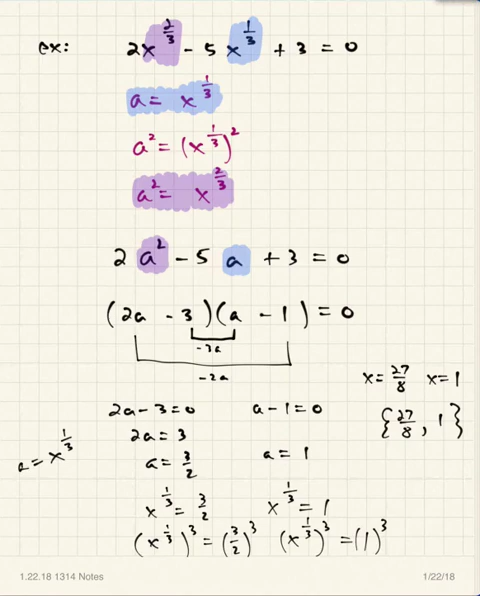 ex: 2x^(2/3) - 5x^(1/3) + 3 = 0
a = x^(1/3)
a² = (x^(1/3))²
a² = x^(2/3)
2a² - 5a + 3 = 0
(2a - 3)(a - 1) = 0
-3a
-2a
x = 27/8 x = 1
{27/8, 1}
2a - 3 = 0 a - 1 = 0
2a = 3
a = x^(1/3)
a = 3/2 a = 1
x^(1/3) = 3/2 x^(1/3) = 1
(x^(1/3))³ = (3/2)³ (x^(1/3))³ = (1)³
1.22.18 1314 Notes 1/22/18